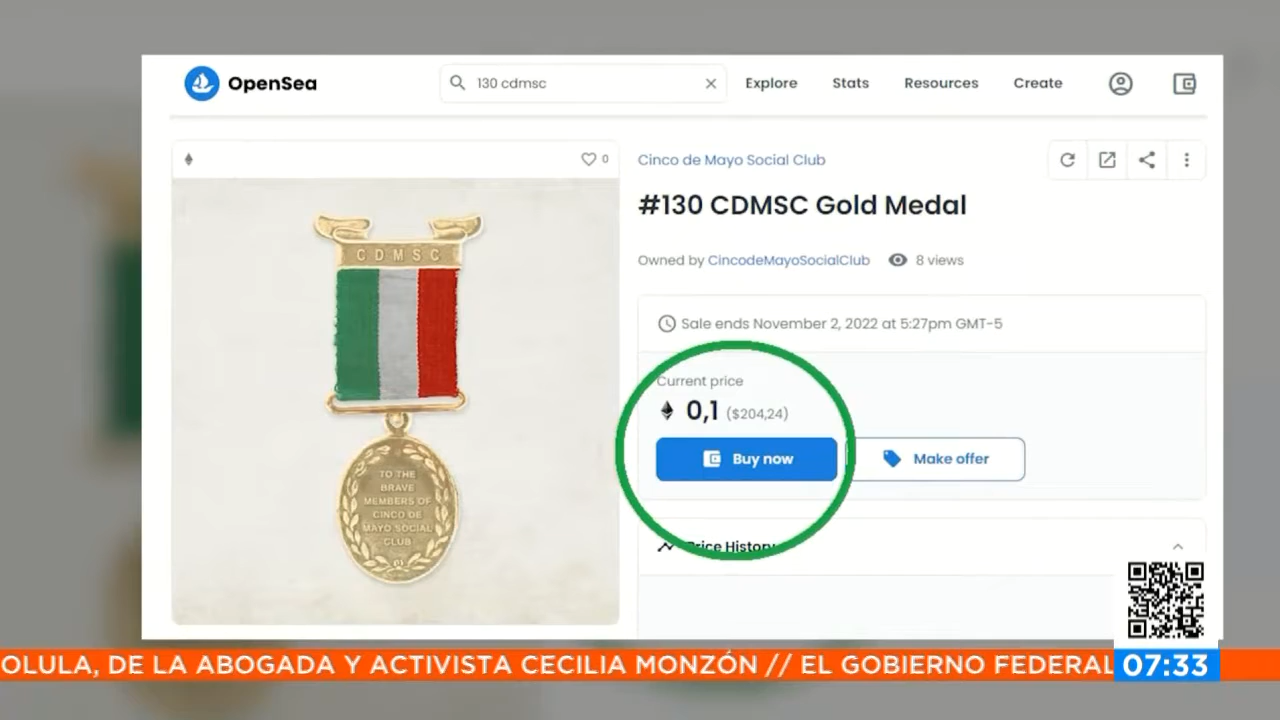 OpenSea
130 cdmsc
Explore
Stats
Resources
Create
0
Cinco de Mayo Social Club
#130 CDMSC Gold Medal
Owned by CincodeMayoSocialClub
8 views
Sale ends November 2, 2022 at 5:27pm GMT-5
Current price
0,1 ($204,24)
Buy now
Make offer
Price History
CDMSC
TO THE
BRAVE
MEMBERS OF
CINCO DE
MAYO SOCIAL
CLUB
OLULA, DE LA ABOGADA Y ACTIVISTA CECILIA MONZÓN // EL GOBIERNO FEDERAL
07:33